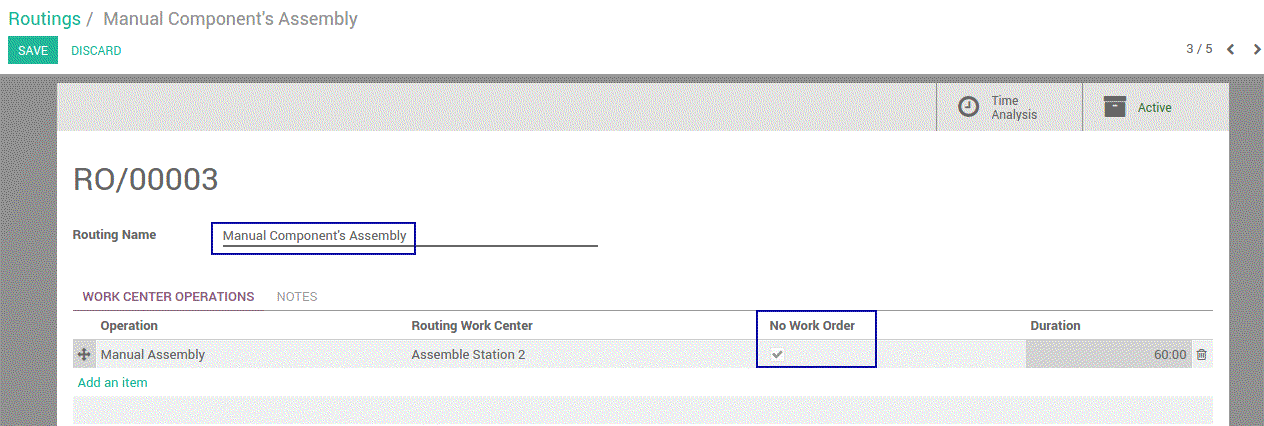 Routings / Manual Component's Assembly
SAVE DISCARD 3 / 5
Time Analysis
Active
RO/00003
Routing Name Manual Component's Assembly
WORK CENTER OPERATIONS NOTES
Operation Routing Work Center No Work Order Duration
Manual Assembly Assemble Station 2 60:00
Add an item